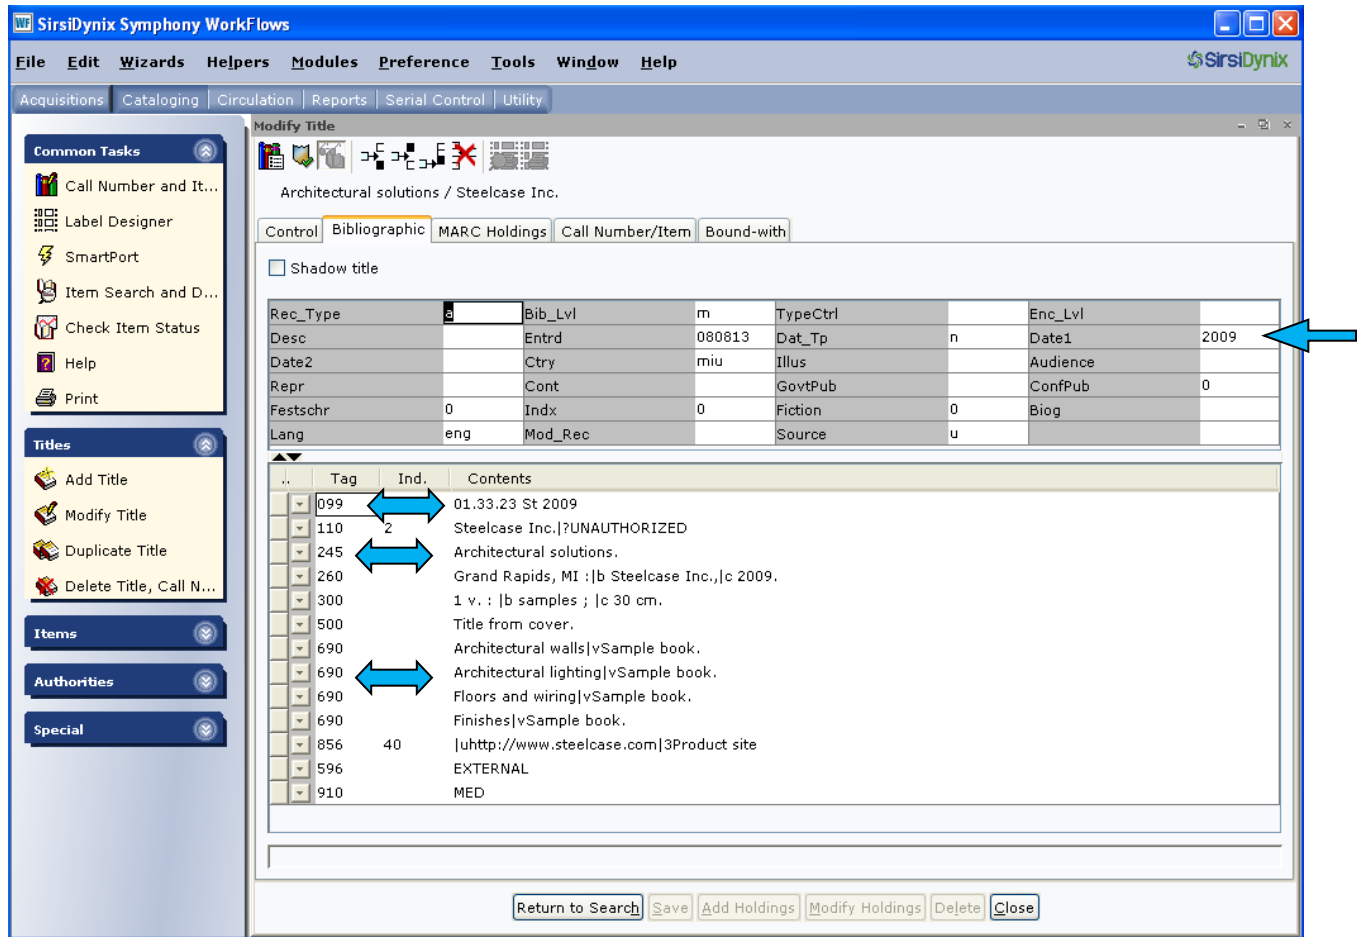 WF SirsiDynix Symphony WorkFlows
File Edit Wizards Helpers Modules Preference Tools Window Help
SirsiDynix
Acquisitions Cataloging Circulation Reports Serial Control Utility
Modify Title
Common Tasks
Call Number and It...
Label Designer
SmartPort
Item Search and D...
Check Item Status
Help
Print
Titles
Add Title
Modify Title
Duplicate Title
Delete Title, Call N...
Items
Authorities
Special
Architectural solutions / Steelcase Inc.
Control Bibliographic MARC Holdings Call Number/Item Bound-with
Shadow title
Rec_Type a Bib_Lvl m TypeCtrl Enc_Lvl
Desc Entrd 080813 Dat_Tp n Date1 2009
Date2 Ctry miu Illus Audience
Repr Cont GovtPub ConfPub 0
Festschr 0 Indx 0 Fiction 0 Biog
Lang eng Mod_Rec Source u
.. Tag Ind. Contents
099 01.33.23 St 2009
110 2 Steelcase Inc.|?UNAUTHORIZED
245 Architectural solutions.
260 Grand Rapids, MI :|b Steelcase Inc.,|c 2009.
300 1 v. : |b samples ; |c 30 cm.
500 Title from cover.
690 Architectural walls|vSample book.
690 Architectural lighting|vSample book.
690 Floors and wiring|vSample book.
690 Finishes|vSample book.
856 40 |uhttp://www.steelcase.com|3Product site
596 EXTERNAL
910 MED
Return to Search Save Add Holdings Modify Holdings Delete Close